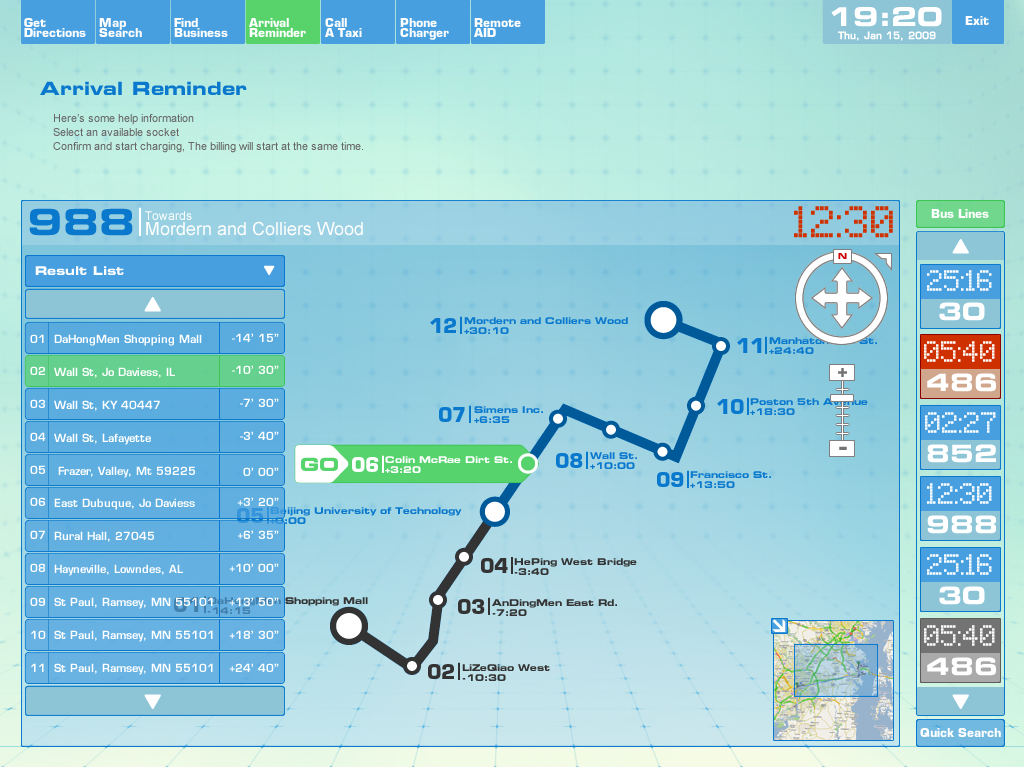 Get
Directions
Map
Search
Find
Business
Arrival
Reminder
Call
A Taxi
Phone
Charger
Remote
AID
19:20
Thu, Jan 15, 2009
Exit
Arrival Reminder
Here's some help information
Select an available socket
Confirm and start charging, The billing will start at the same time.
988
Towards
Mordern and Colliers Wood
12:30
Result List
01 DaHongMen Shopping Mall -14' 15"
02 Wall St, Jo Daviess, IL -10' 30"
03 Wall St, KY 40447 -7' 30"
04 Wall St, Lafayette -3' 40"
05 Frazer, Valley, Mt 59225 0' 00"
06 East Dubuque, Jo Daviess +3' 20"
07 Rural Hall, 27045 +6' 35"
08 Hayneville, Lowndes, AL +10' 00"
09 St Paul, Ramsey, MN 55101 +13' 50"
10 St Paul, Ramsey, MN 55101 +18' 30"
11 St Paul, Ramsey, MN 55101 +24' 40"
12 Mordern and Colliers Wood
+30:10
11 Manhaton St.
+24:40
10 Poston 5th Avenue
+18:30
07 Simens Inc.
+6:35
08 Wall St.
+10:00
09 Francisco St.
+13:50
GO 06 Colin McRae Dirt St.
+3:20
05 Beijing University of Technology
0:00
04 HePing West Bridge
-3:40
03 AnDingMen East Rd.
-7:20
01 DaHongMen Shopping Mall
-14:15
02 LiZeQiao West
-10:30
N
+
-
Bus Lines
25:16
30
05:40
486
02:27
852
12:30
988
25:16
30
05:40
486
Quick Search